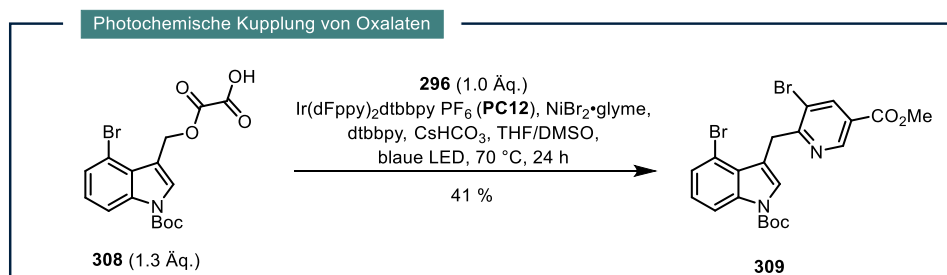 Photochemische Kupplung von Oxalaten
OH
O
O
O
Br
N
Boc
308 (1.3 Äq.)
296 (1.0 Äq.)
Ir(dFppy)2dtbbpy PF6 (PC12), NiBr2•glyme,
dtbbpy, CsHCO3, THF/DMSO,
blaue LED, 70 °C, 24 h
41 %
Br
CO2Me
N
Br
N
Boc
309